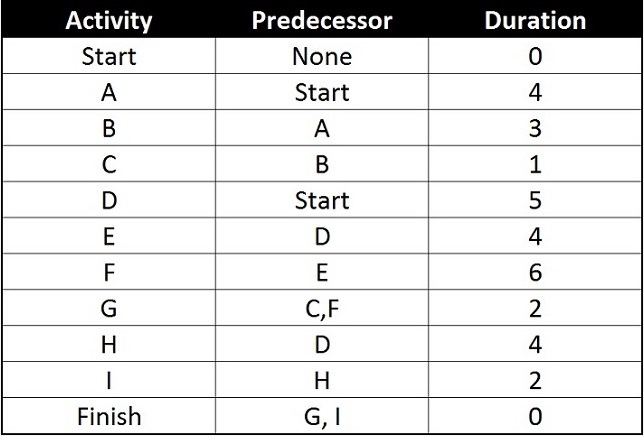 Activity Predecessor Duration
Start None 0
A Start 4
B A 3
C B 1
D Start 5
E D 4
F E 6
G C,F 2
H D 4
I H 2
Finish G, I 0